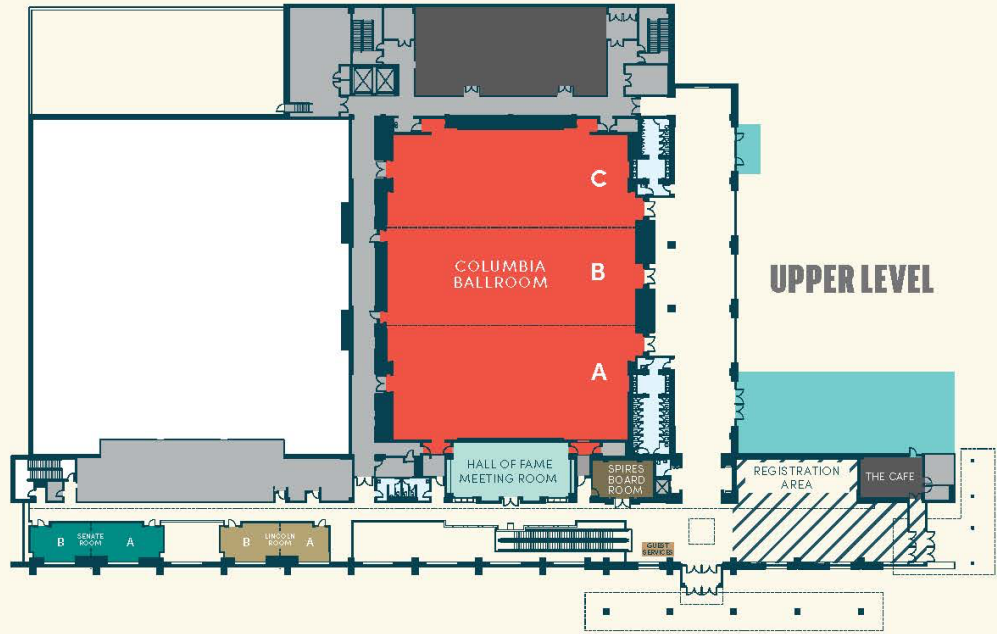 C
COLUMBIA
BALLROOM
B
UPPER LEVEL
A
HALL OF FAME
MEETING ROOM
SPIRES
BOARD
ROOM
REGISTRATION
AREA
THE CAFE
B
SENATE
ROOM
A
B
LINCOLN
ROOM
A
GUEST
SERVICES